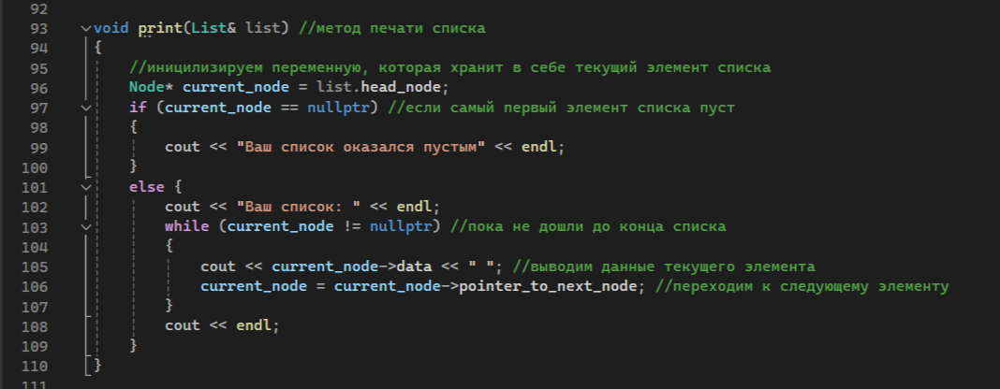 92
93 void print(List& list) //метод печати списка
94 {
95 //иницилизируем переменную, которая хранит в себе текущий элемент списка
96 Node* current_node = list.head_node;
97 if (current_node == nullptr) //если самый первый элемент списка пуст
98 {
99 cout << "Ваш список оказался пустым" << endl;
100 }
101 else {
102 cout << "Ваш список: " << endl;
103 while (current_node != nullptr) //пока не дошли до конца списка
104 {
105 cout << current_node->data << " "; //выводим данные текущего элемента
106 current_node = current_node->pointer_to_next_node; //переходим к следующему элементу
107 }
108 cout << endl;
109 }
110 }
111